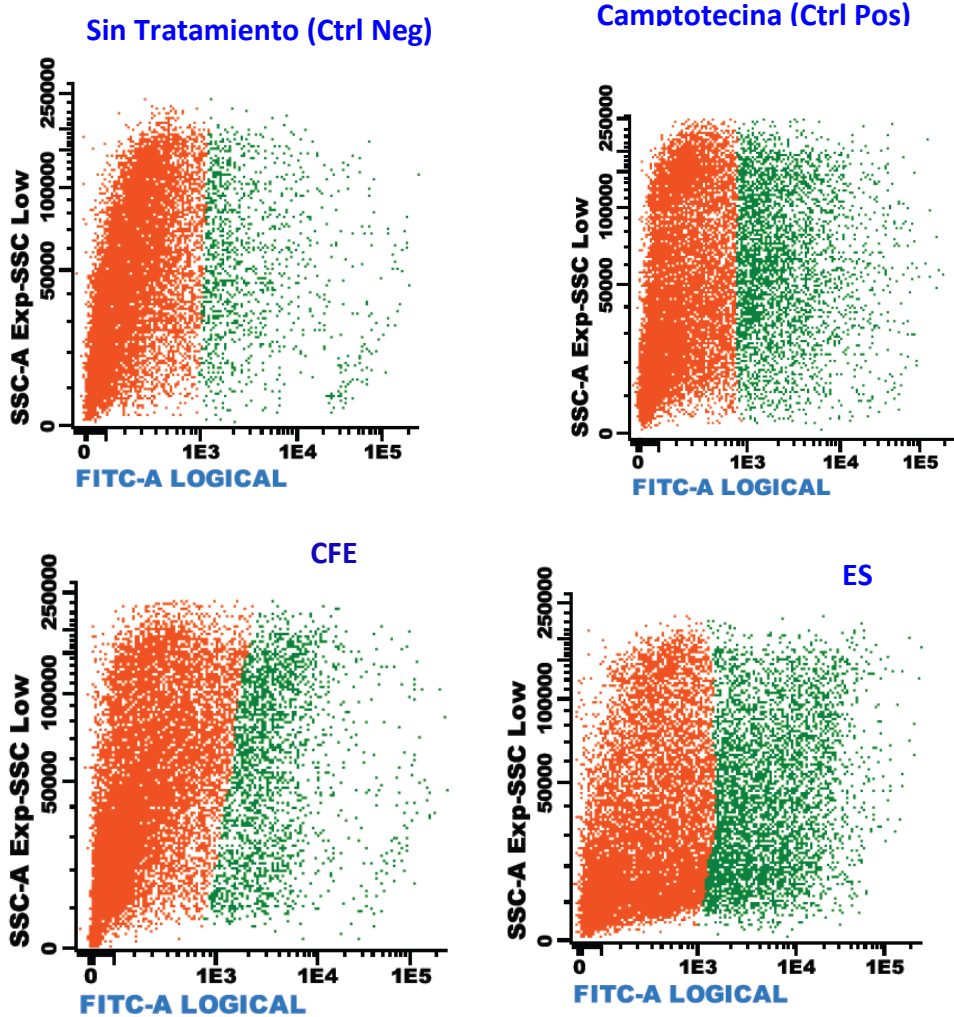 Sin Tratamiento (Ctrl Neg)
Camptotecina (Ctrl Pos)
SSC-A Exp-SSC Low
250000
100000
50000
0
0
1E3
1E4
1E5
FITC-A LOGICAL
SSC-A Exp-SSC Low
250000
100000
50000
0
0
1E3
1E4
1E5
FITC-A LOGICAL
CFE
ES
SSC-A Exp-SSC Low
250000
100000
50000
0
0
1E3
1E4
1E5
FITC-A LOGICAL
SSC-A Exp-SSC Low
250000
100000
50000
0
0
1E3
1E4
1E5
FITC-A LOGICAL